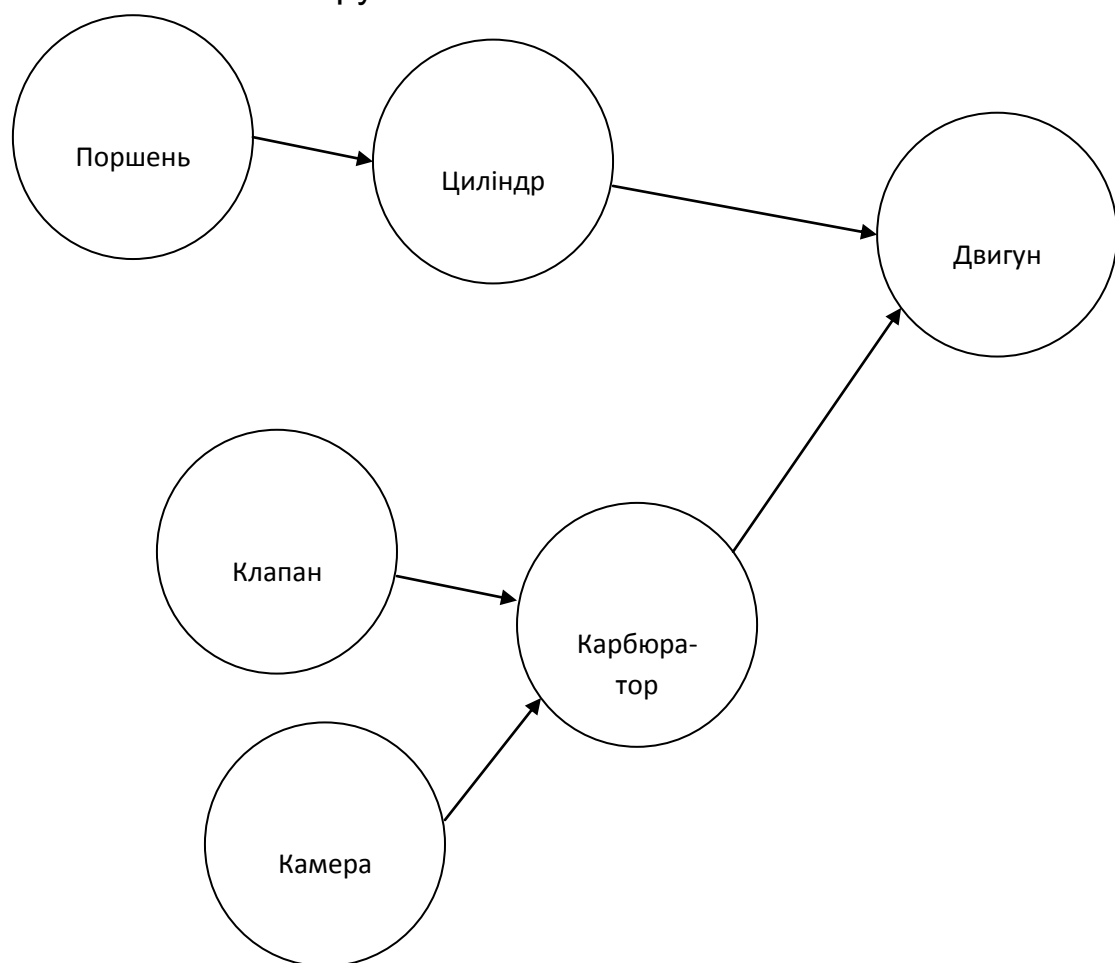 Поршень
Циліндр
Двигун
Клапан
Карбюра-
тор
Камера